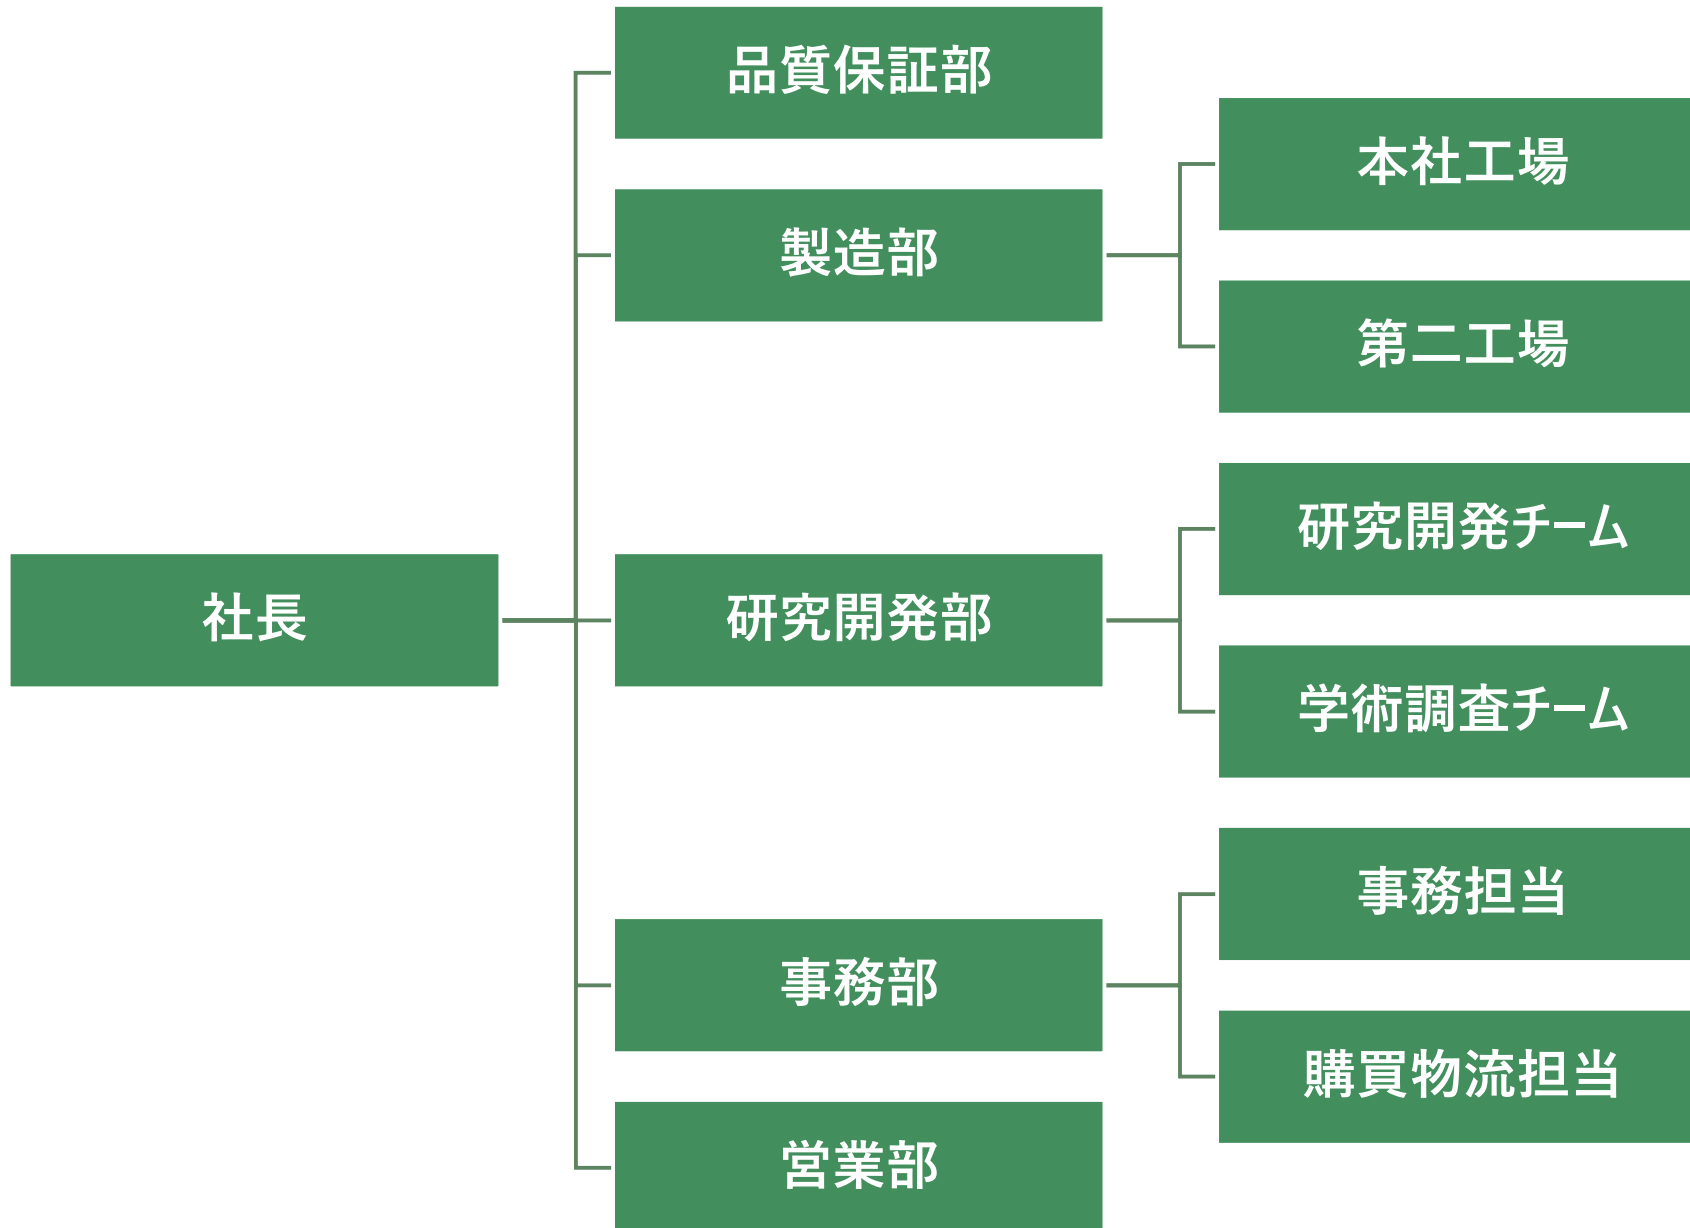 社長
品質保証部
製造部
本社工場
第二工場
研究開発部
研究開発チーム
学術調査チーム
事務部
事務担当
購買物流担当
営業部